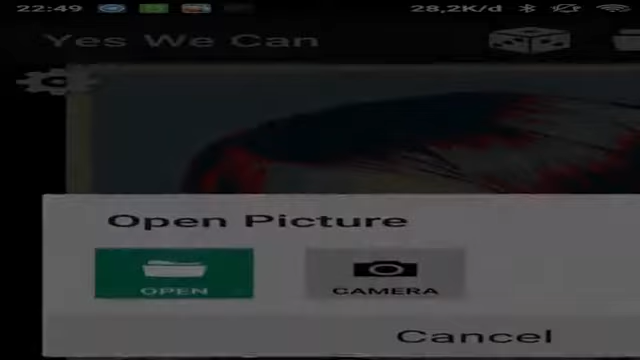 22:49 28,2K/d
Yes We Can
Open Picture
OPEN CAMERA
Cancel